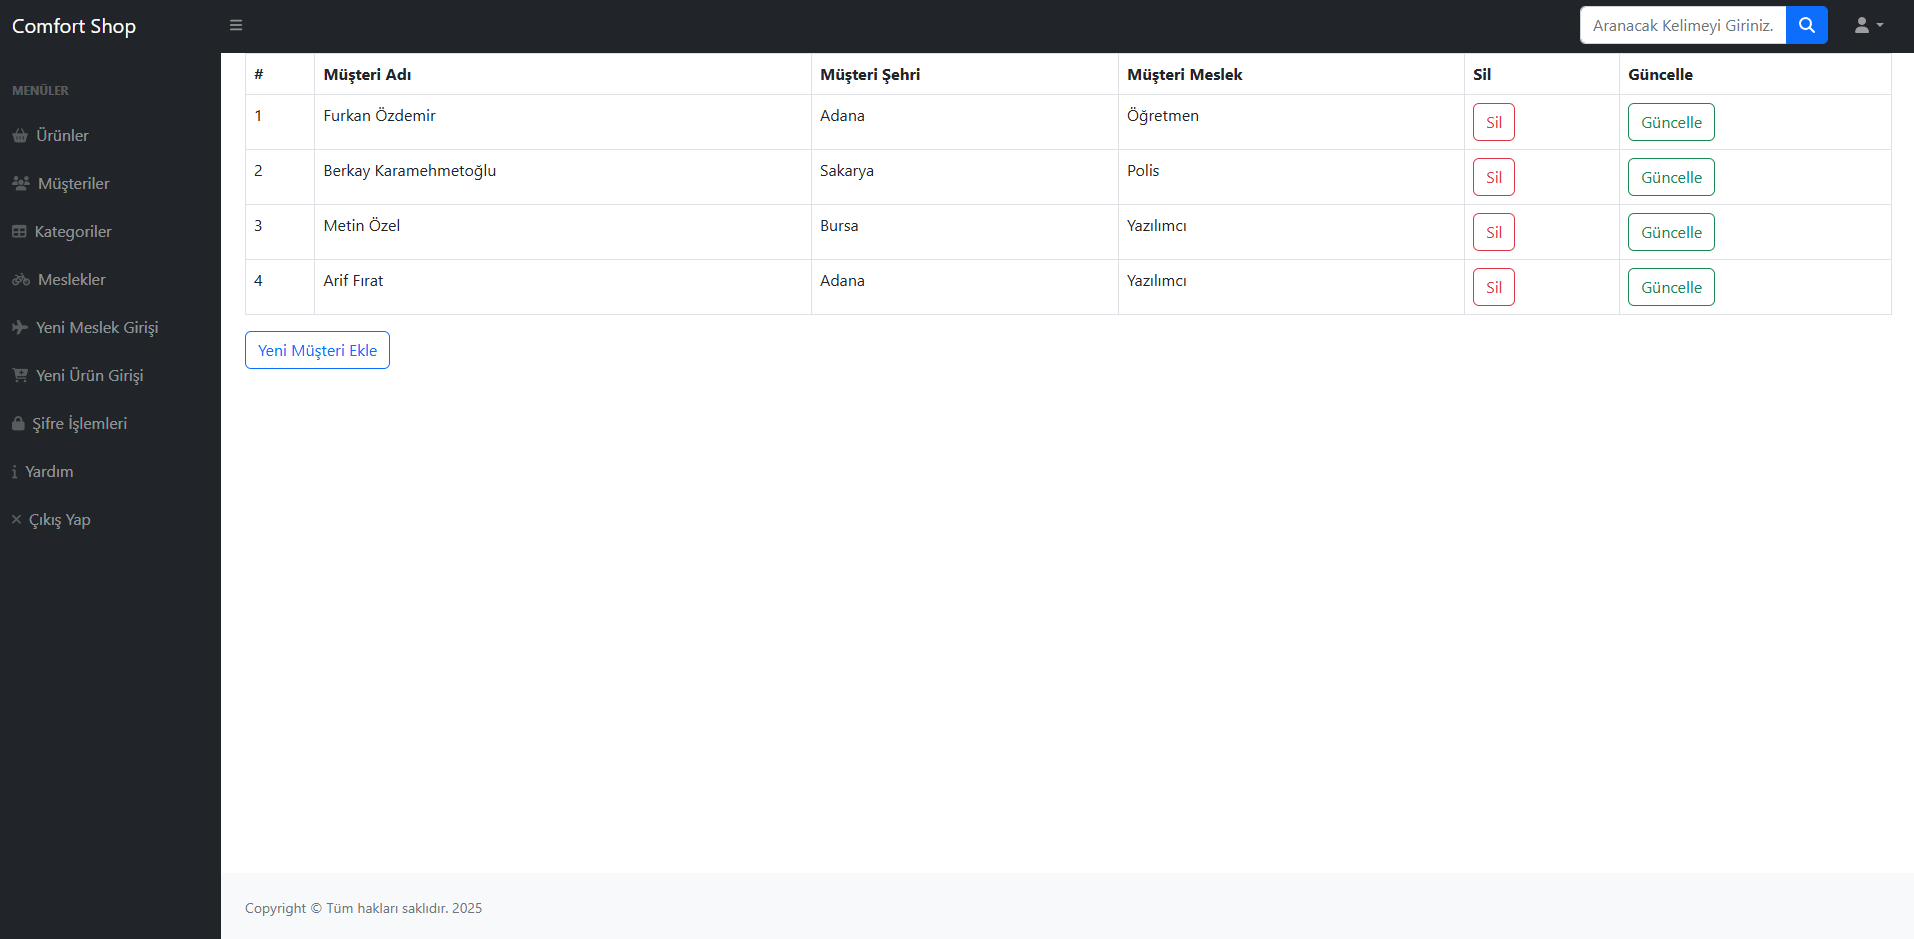 Comfort Shop
Aranacak Kelimeyi Giriniz.
MENÜLER
Ürünler
Müşteriler
Kategoriler
Meslekler
Yeni Meslek Girişi
Yeni Ürün Girişi
Şifre İşlemleri
Yardım
Çıkış Yap
# Müşteri Adı Müşteri Şehri Müşteri Meslek Sil Güncelle
1 Furkan Özdemir Adana Öğretmen Sil Güncelle
2 Berkay Karamehmetoğlu Sakarya Polis Sil Güncelle
3 Metin Özel Bursa Yazılımcı Sil Güncelle
4 Arif Fırat Adana Yazılımcı Sil Güncelle
Yeni Müşteri Ekle
Copyright © Tüm hakları saklıdır. 2025